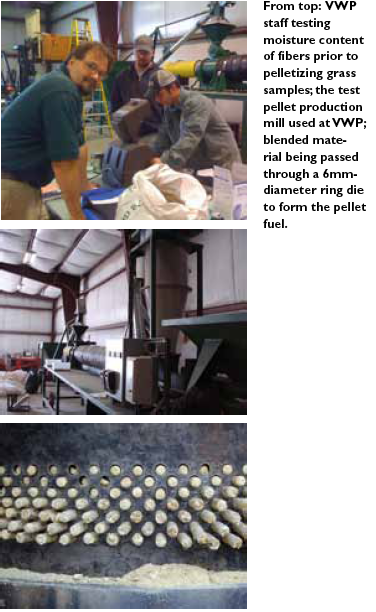 From top: VWP
staff testing
moisture content
of fibers prior to
pelletizing grass
samples; the test
pellet production
mill used at VWP;
blended mate-
rial being passed
through a 6mm-
diameter ring die
to form the pellet
fuel.